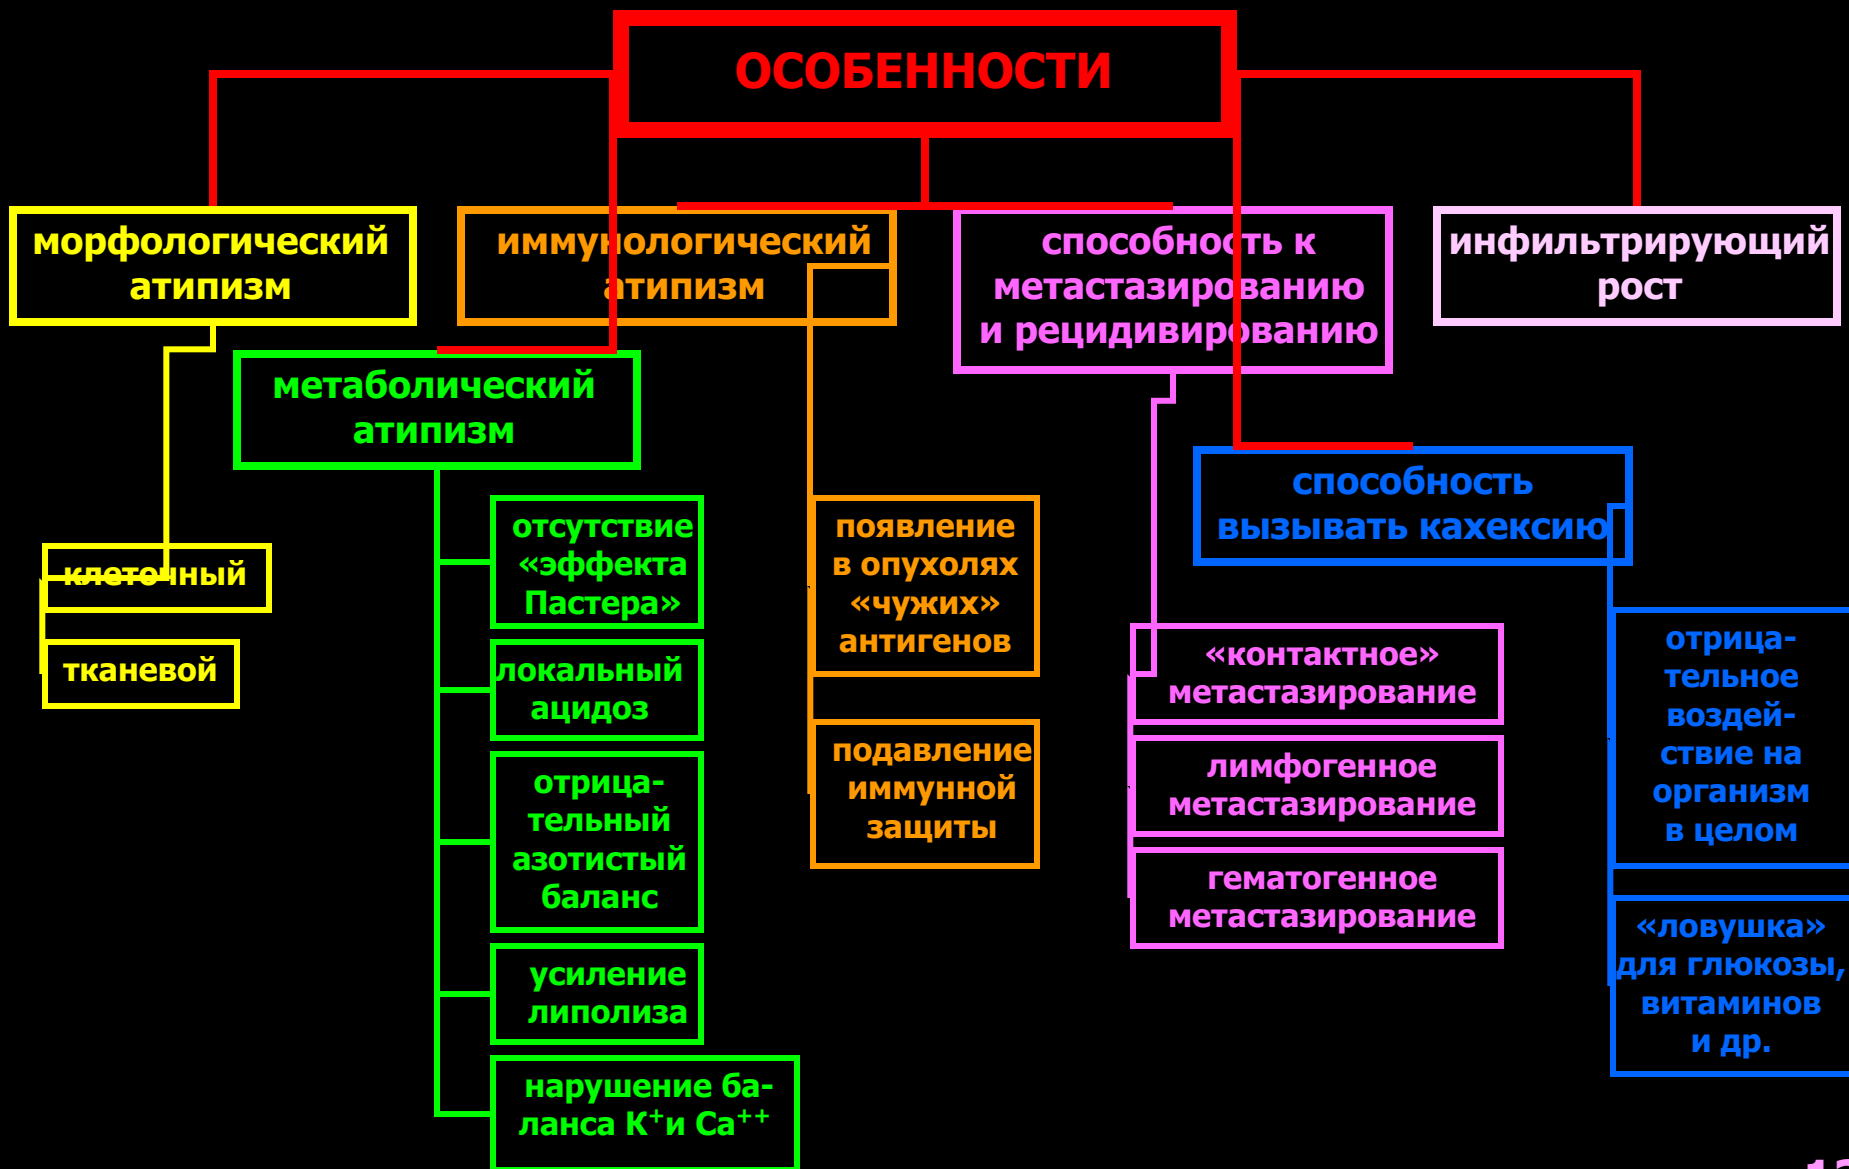 ОСОБЕННОСТИ
морфологический
атипизм
иммунологический
атипизм
способность к
метастазированию
и рецидивированию
инфильтрирующий
рост
метаболический
атипизм
способность
вызывать кахексию
клеточный
тканевой
отсутствие
«эффекта
Пастера»
локальный
ацидоз
отрица-
тельный
азотистый
баланс
усиление
липолиза
нарушение ба-
ланса К⁺и Са⁺⁺
появление
в опухолях
«чужих»
антигенов
подавление
иммунной
защиты
«контактное»
метастазирование
лимфогенное
метастазирование
гематогенное
метастазирование
отрица-
тельное
воздей-
ствие на
организм
в целом
«ловушка»
для глюкозы,
витаминов
и др.